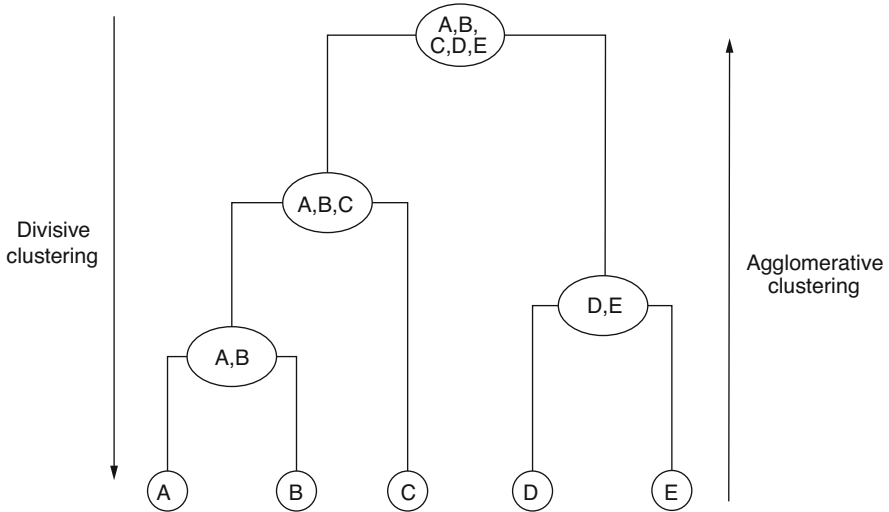 A,B,
C,D,E
A,B,C
Divisive
clustering
Agglomerative
clustering
D,E
A,B
A
B
C
D
E